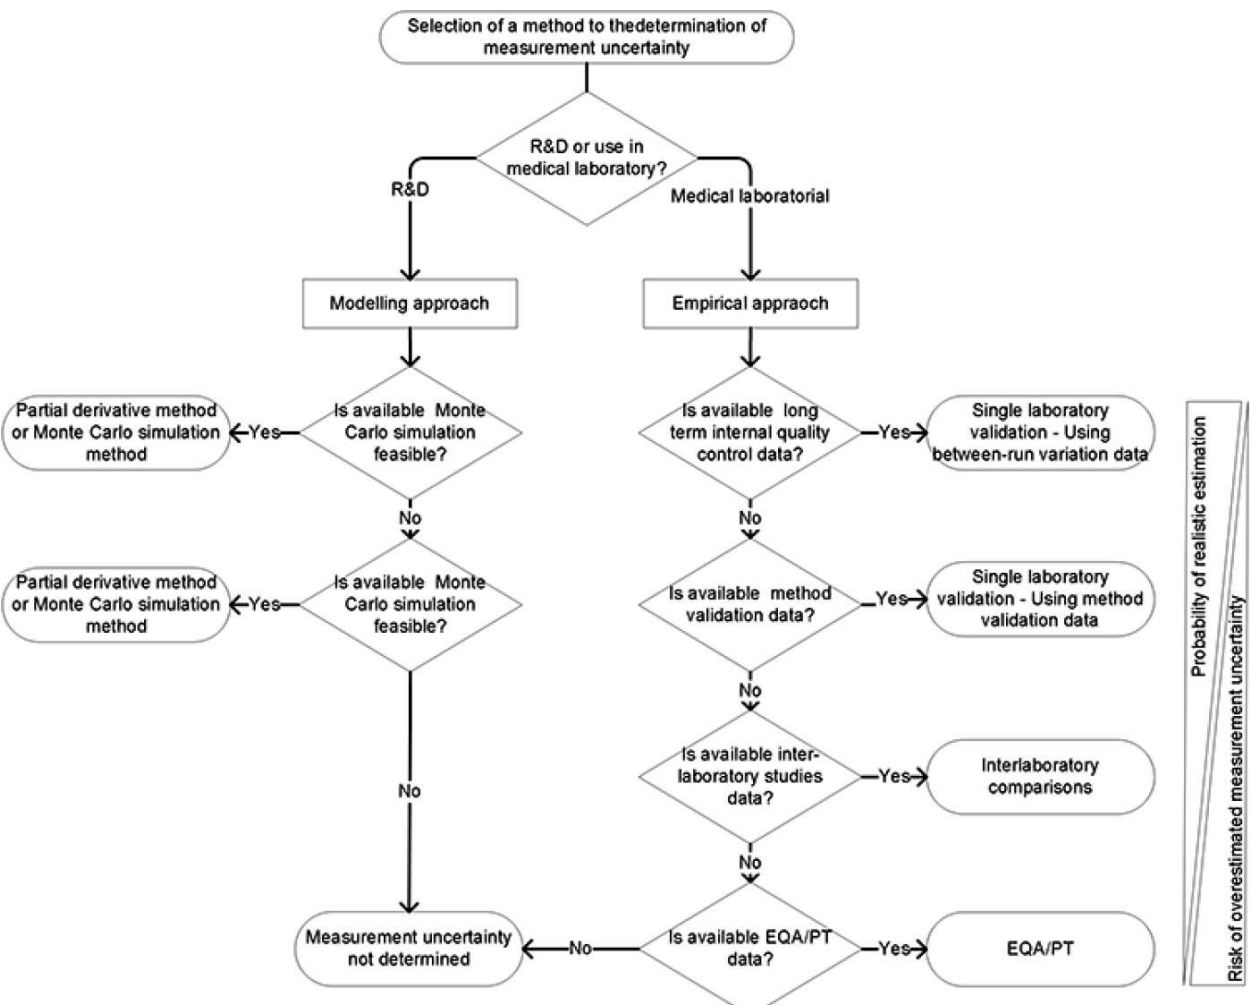 Selection of a method to thedetermination of
measurement uncertainty
R&D or use in
medical laboratory?
R&D
Medical laboratorial
Modelling approach
Empirical appraoch
Partial derivative method
or Monte Carlo simulation
method
Yes
Is available Monte
Carlo simulation
feasible?
Is available long
term internal quality
control data?
Yes
Single laboratory
validation - Using
between-run variation data
No
No
Partial derivative method
or Monte Carlo simulation
method
Yes
Is available Monte
Carlo simulation
feasible?
Is available method
validation data?
Yes
Single laboratory
validation - Using method
validation data
No
No
Is available inter-
laboratory studies
data?
Yes
Interlaboratory
comparisons
No
Measurement uncertainty
not determined
No
Is available EQA/PT
data?
Yes
EQA/PT
Probability of realistic estimation
Risk of overestimated measurement uncertainty